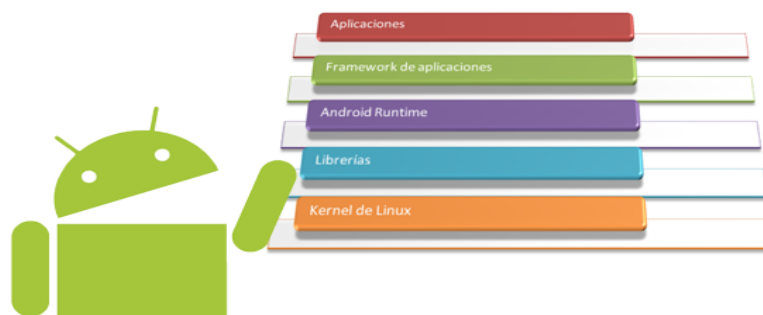 Aplicaciones
Framework de aplicaciones
Android Runtime
Librerías
Kernel de Linux